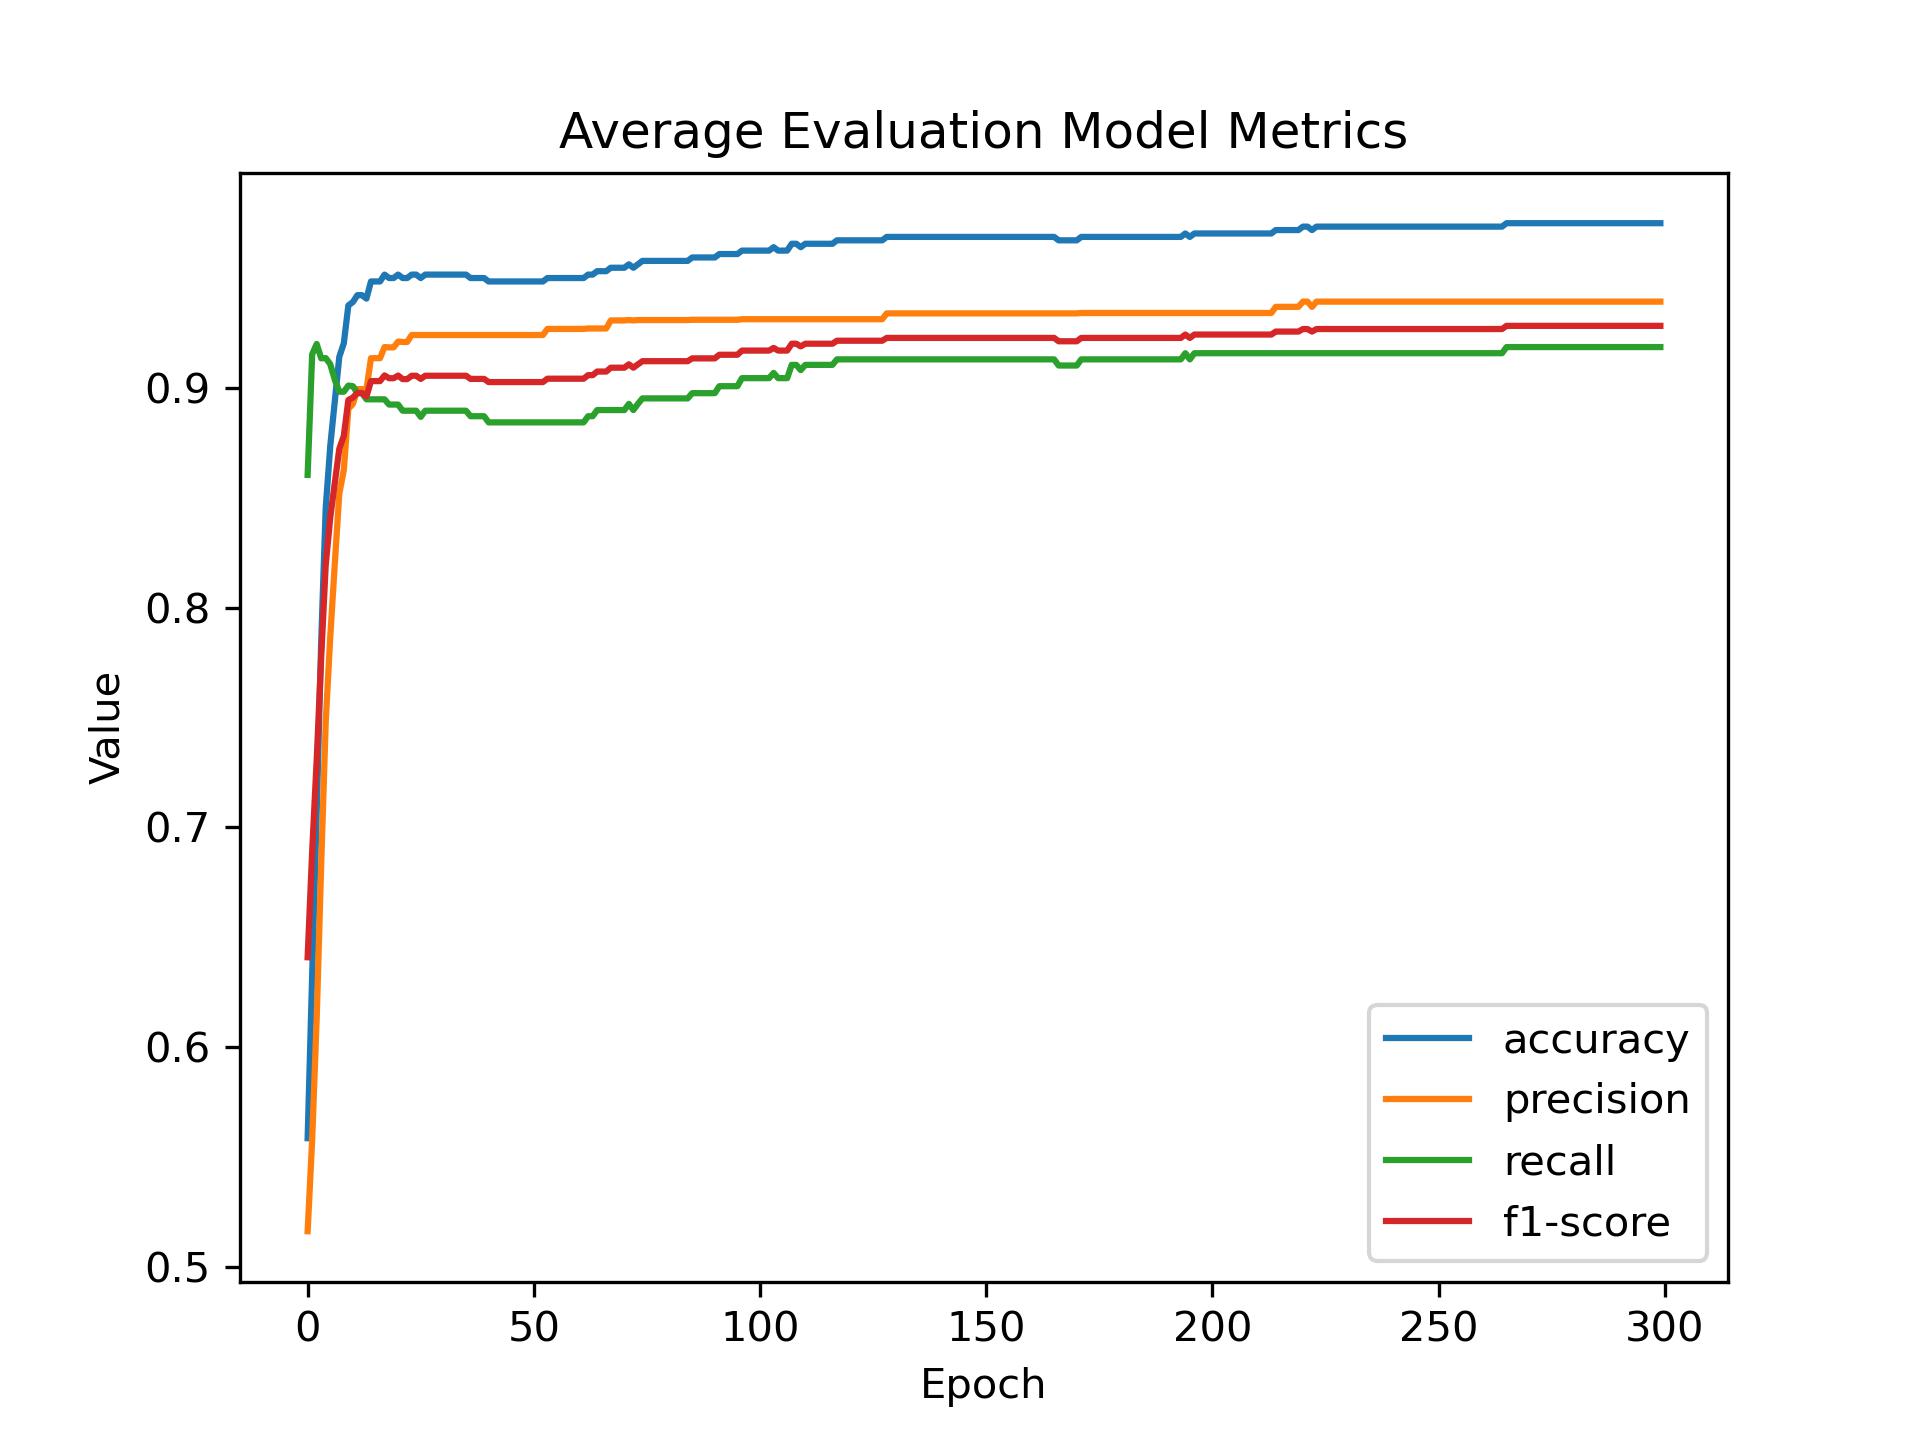 Average Evaluation Model Metrics
Value
0.9
0.8
0.7
0.6
0.5
accuracy
precision
recall
f1-score
0 50 100 150 200 250 300
Epoch